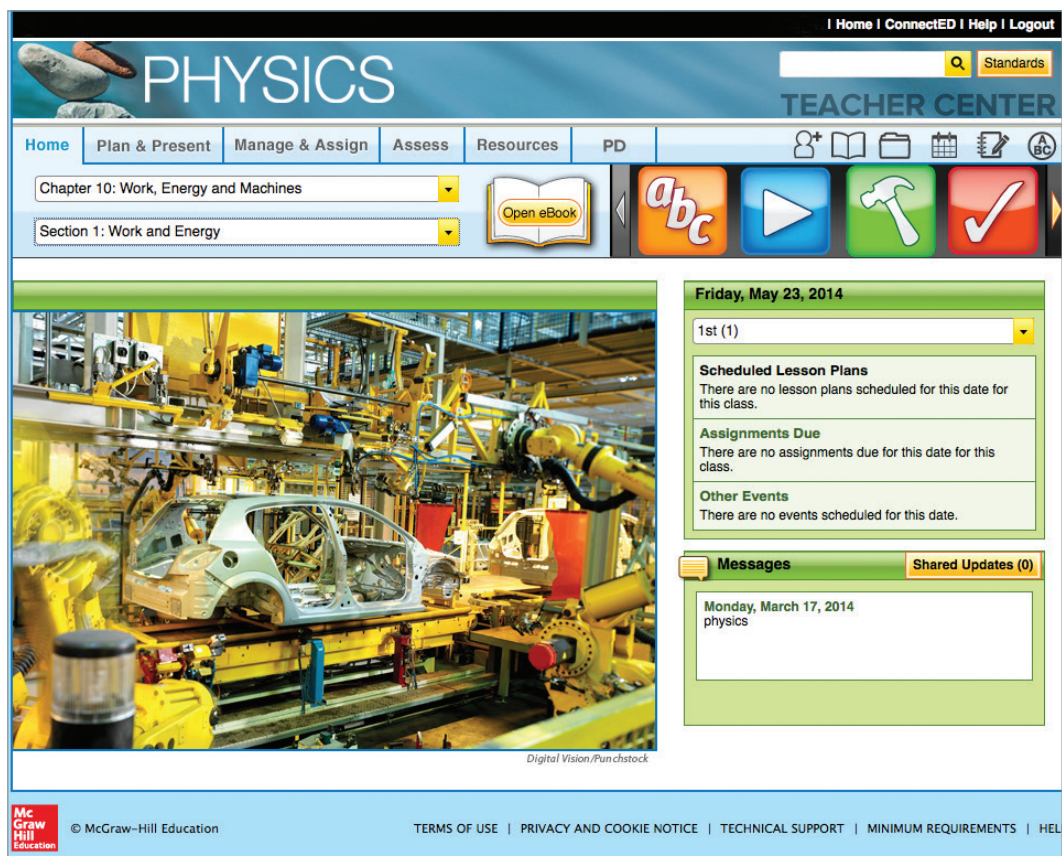 I Home I ConnectED I Help I Logout
PHYSICS
Standards
TEACHER CENTER
Home
Plan & Present
Manage & Assign
Assess
Resources
PD
A
BC
Chapter 10: Work, Energy and Machines
Section 1: Work and Energy
Open eBook
abc
Friday, May 23, 2014
1st (1)
Scheduled Lesson Plans
There are no lesson plans scheduled for this date for
this class.
Assignments Due
There are no assignments due for this date for this
class.
Other Events
There are no events scheduled for this date.
Messages
Shared Updates (0)
Monday, March 17, 2014
physics
Digital Vision/Punchstock
Mc
Graw
Hill
Education
© McGraw-Hill Education
TERMS OF USE | PRIVACY AND COOKIE NOTICE | TECHNICAL SUPPORT | MINIMUM REQUIREMENTS | HEL